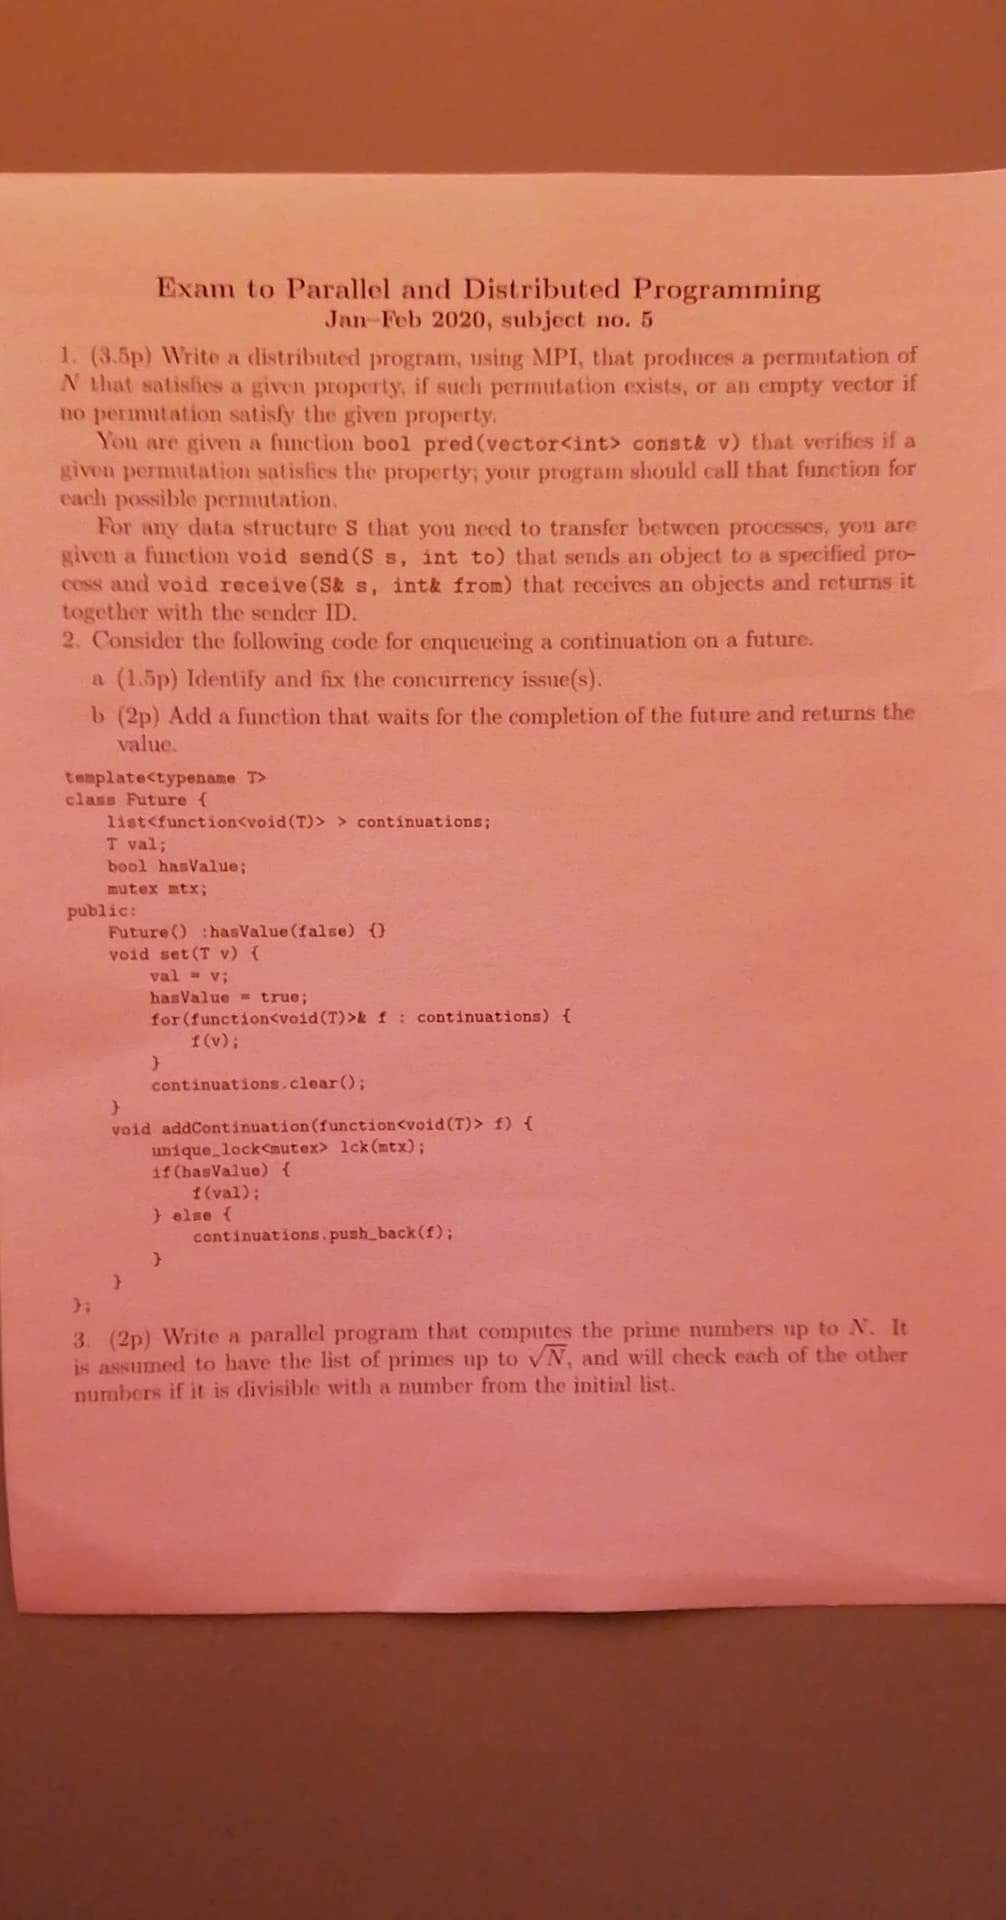 Exam to Parallel and Distributed Programming
Jan–Feb 2020, subject no. 5
1. (3.5p) Write a distributed program, using MPI, that produces a permutation of
N that satisfies a given property, if such permutation exists, or an empty vector if
no permutation satisfy the given property.
You are given a function bool pred(vector<int> const& v) that verifies if a
given permutation satisfies the property; your program should call that function for
each possible permutation.
For any data structure S that you need to transfer between processes, you are
given a function void send(S s, int to) that sends an object to a specified pro-
cess and void receive(S& s, int& from) that receives an objects and returns it
together with the sender ID.
2. Consider the following code for enqueueing a continuation on a future.
a (1.5p) Identify and fix the concurrency issue(s).
b (2p) Add a function that waits for the completion of the future and returns the
value.
template<typename T>
class Future {
list<function<void(T)> > continuations;
T val;
bool hasValue;
mutex mtx;
public:
Future() :hasValue(false) {}
void set(T v) {
val = v;
hasValue = true;
for(function<void(T)>& f : continuations) {
f(v);
}
continuations.clear();
}
void addContinuation(function<void(T)> f) {
unique_lock<mutex> lck(mtx);
if(hasValue) {
f(val);
} else {
continuations.push_back(f);
}
}
};
3. (2p) Write a parallel program that computes the prime numbers up to N. It
is assumed to have the list of primes up to √N, and will check each of the other
numbers if it is divisible with a number from the initial list.